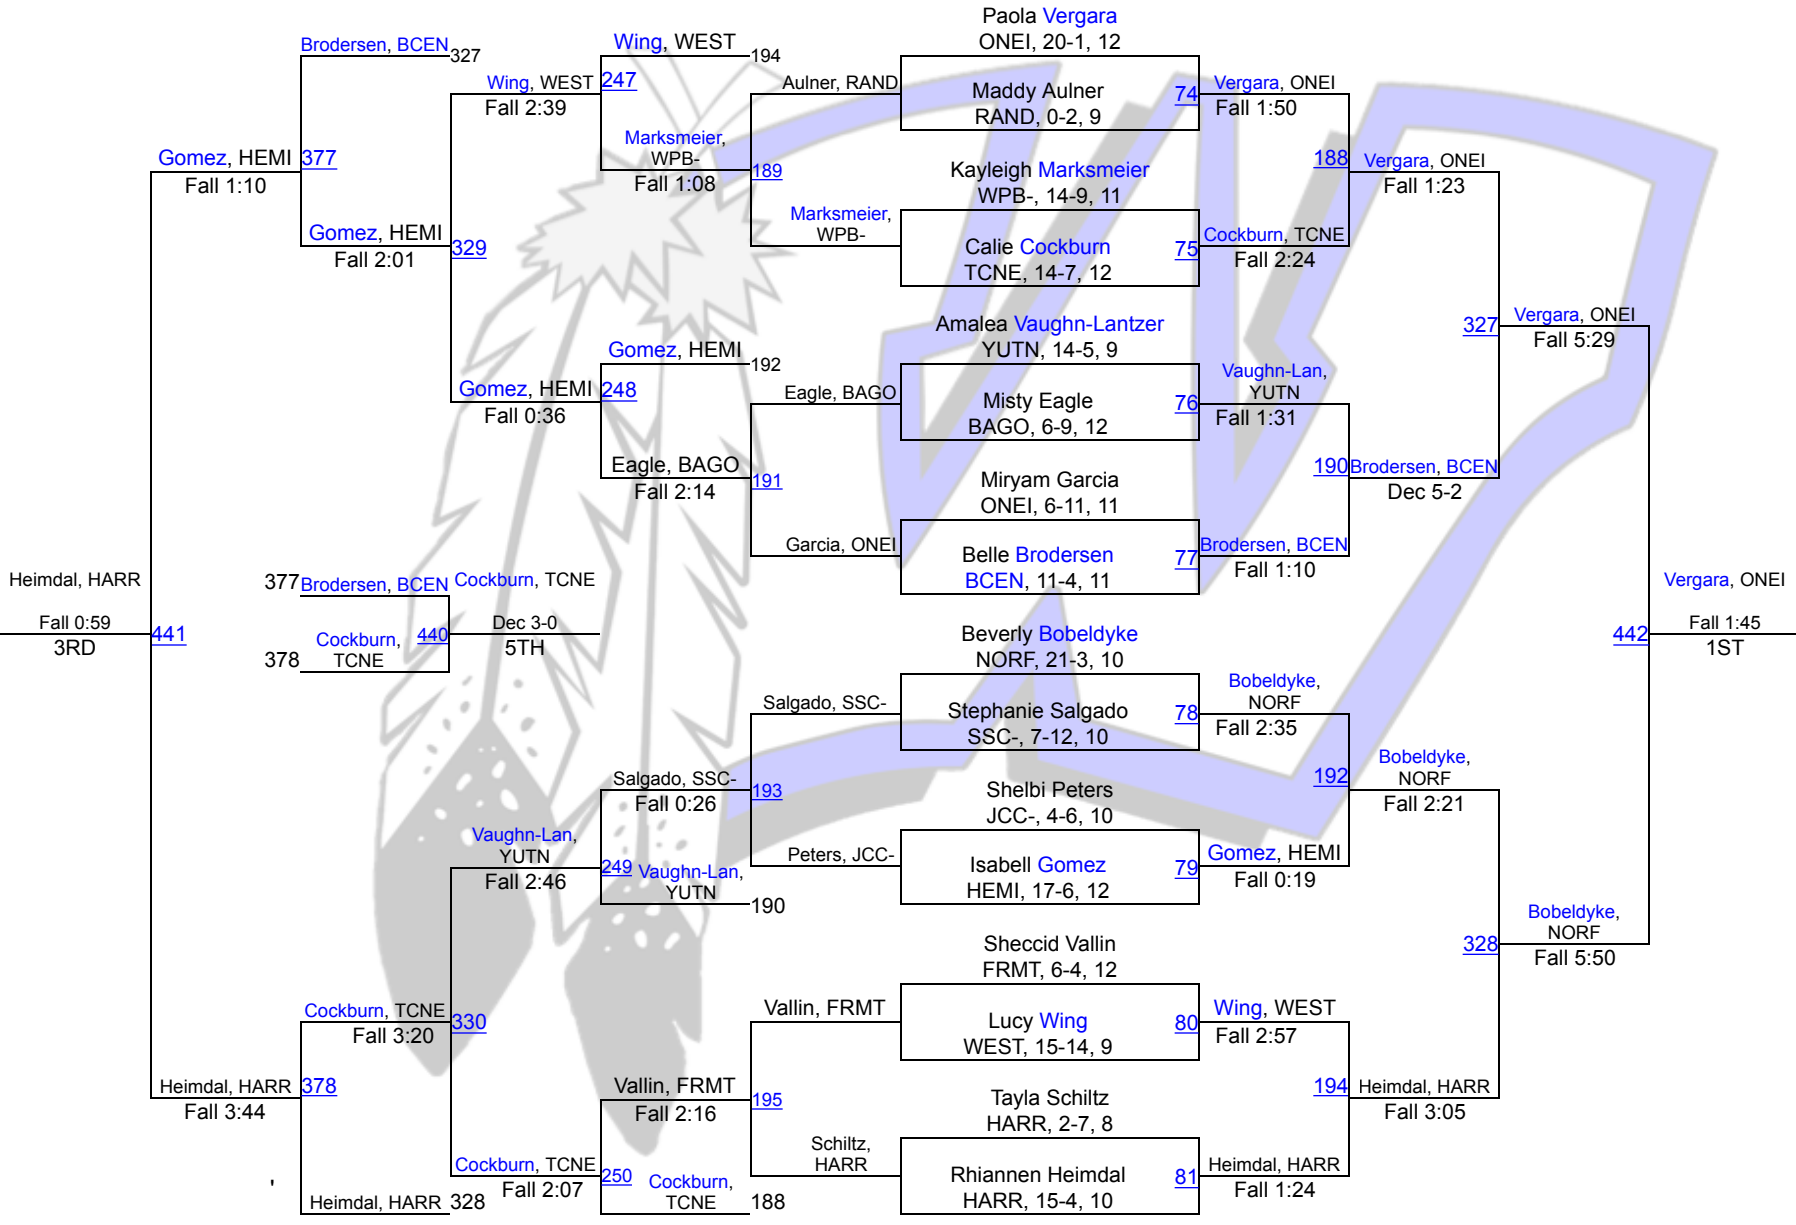 Paola Vergara
ONEI, 20-1, 12
Brodersen, BCEN 327
Wing, WEST 194
Wing, WEST 247
Fall 2:39
Aulner, RAND
Maddy Aulner
RAND, 0-2, 9
74 Vergara, ONEI
Fall 1:50
Marksmeier,
WPB-
Fall 1:08
189
Gomez, HEMI 377
Fall 1:10
Kayleigh Marksmeier
WPB-, 14-9, 11
188 Vergara, ONEI
Fall 1:23
Marksmeier,
WPB-
Calie Cockburn
TCNE, 14-7, 12
75 Cockburn, TCNE
Fall 2:24
Gomez, HEMI 329
Fall 2:01
Amalea Vaughn-Lantzer
YUTN, 14-5, 9
327 Vergara, ONEI
Fall 5:29
Gomez, HEMI 192
Gomez, HEMI 248
Fall 0:36
Eagle, BAGO
Misty Eagle
BAGO, 6-9, 12
76 Vaughn-Lan,
YUTN
Fall 1:31
Eagle, BAGO
Fall 2:14
191
Miryam Garcia
ONEI, 6-11, 11
190 Brodersen, BCEN
Dec 5-2
Garcia, ONEI
Belle Brodersen
BCEN, 11-4, 11
77 Brodersen, BCEN
Fall 1:10
Heimdal, HARR
Fall 0:59
3RD
441
377 Brodersen, BCEN
378 Cockburn,
TCNE
440
Cockburn, TCNE
Dec 3-0
5TH
442
Vergara, ONEI
Fall 1:45
1ST
Beverly Bobeldyke
NORF, 21-3, 10
Salgado, SSC-
Stephanie Salgado
SSC-, 7-12, 10
78 Bobeldyke,
NORF
Fall 2:35
Salgado, SSC-
Fall 0:26
193
Shelbi Peters
JCC-, 4-6, 10
192 Bobeldyke,
NORF
Fall 2:21
Vaughn-Lan,
YUTN
Fall 2:46
249 Vaughn-Lan,
YUTN
190
Peters, JCC-
Isabell Gomez
HEMI, 17-6, 12
79 Gomez, HEMI
Fall 0:19
Sheccid Vallin
FRMT, 6-4, 12
328 Bobeldyke,
NORF
Fall 5:50
Cockburn, TCNE 330
Fall 3:20
Vallin, FRMT
Lucy Wing
WEST, 15-14, 9
80 Wing, WEST
Fall 2:57
Heimdal, HARR 378
Fall 3:44
Vallin, FRMT
Fall 2:16
195
Tayla Schiltz
HARR, 2-7, 8
194 Heimdal, HARR
Fall 3:05
Schiltz,
HARR
Cockburn, TCNE 250
Fall 2:07
Cockburn,
TCNE
188
Rhiannen Heimdal
HARR, 15-4, 10
81 Heimdal, HARR
Fall 1:24
'
Heimdal, HARR 328